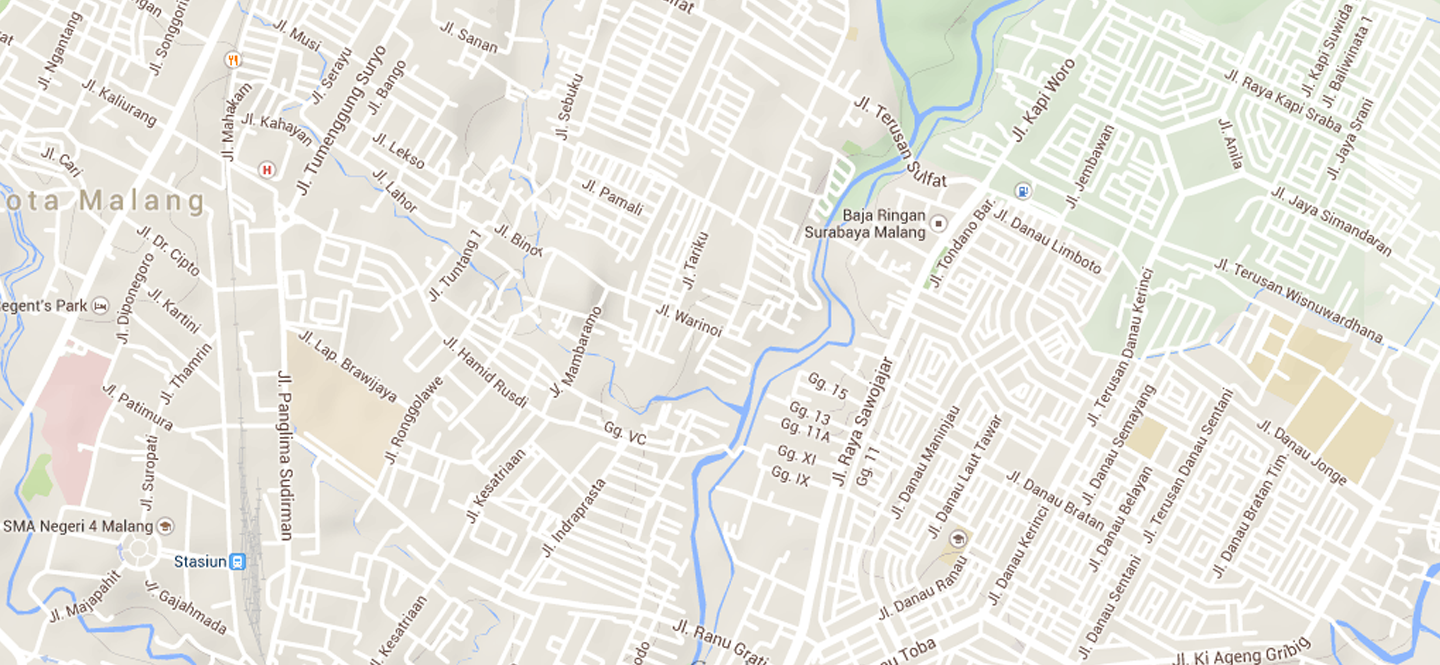 Jl. Ngantang
Jl. Songgoriti
Jl. Musi
Jl. Serayu
Jl. Tumenggung Suryo
Jl. Bango
Jl. Sanan
Jl. Sebuku
Jl. Terusan Sulfat
Jl. Kapi Woro
Jl. Raya Kapi Sraba
Jl. Kapi Suwida
Jl. Baliwinata 1
Jl. Jaya Srani
Jl. Anila
Jl. Jembawan
Jl. Jaya Simandaran
Jl. Kaliurang
Jl. Mahakam
Jl. Kahayan
Jl. Lekso
Jl. Cari
H
Jl. Lahor
Jl. Pamali
ota Malang
Baja Ringan
Surabaya Malang
Jl. Tondano Bar.
Jl. Danau Limboto
Jl. Dr. Cipto
Jl. Tuntang 1
Jl. Binor
Jl. Tariku
Jl. Terusan Wisnuwardhana
Jl. Terusan Danau Kerinci
egent's Park
Jl. Diponegoro
Jl. Kartini
Jl. Warinoi
Jl. Mambaramo
Jl. Thamrin
Jl. Lap. Brawijaya
Jl. Hamid Rusdi
Jl. Patimura
Jl. Panglima Sudirman
Jl. Ronggolawe
Gg. VC
Gg. 15
Gg. 13
Gg. 11A
Gg. XI
Gg. IX
Gg. 11
Jl. Raya Sawojajar
Jl. Danau Maninjau
Jl. Danau Laut Tawar
Jl. Danau Semayang
Jl. Terusan Danau Sentani
Jl. Danau Jonge
Jl. Suropati
Jl. Kesatriaan
Jl. Indraprasta
Jl. Danau Bratan
Jl. Danau Belayan
Jl. Danau Bratan Tim.
SMA Negeri 4 Malang
Stasiun
Jl. Danau Kerinci
Jl. Danau Ranau
Jl. Danau Sentani
Jl. Majapahit
Jl. Gajahmada
Jl. Kesatriaan
Jl. Ranu Grati
au Toba
Jl. Ki Ageng Gribig